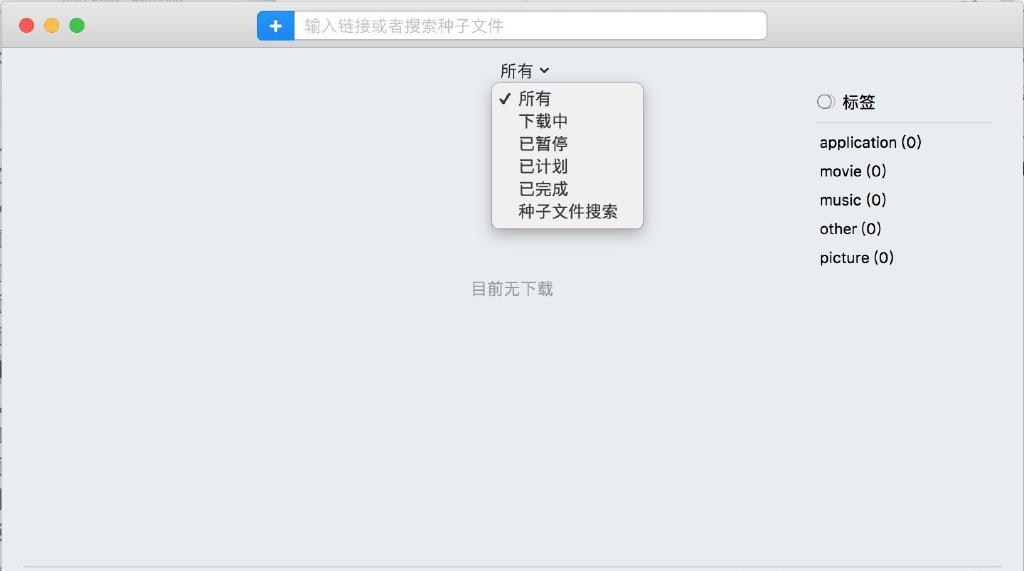 输入链接或者搜索种子文件
所有
所有
下载中
已暂停
已计划
已完成
种子文件搜索
目前无下载
标签
application (0)
movie (0)
music (0)
other (0)
picture (0)